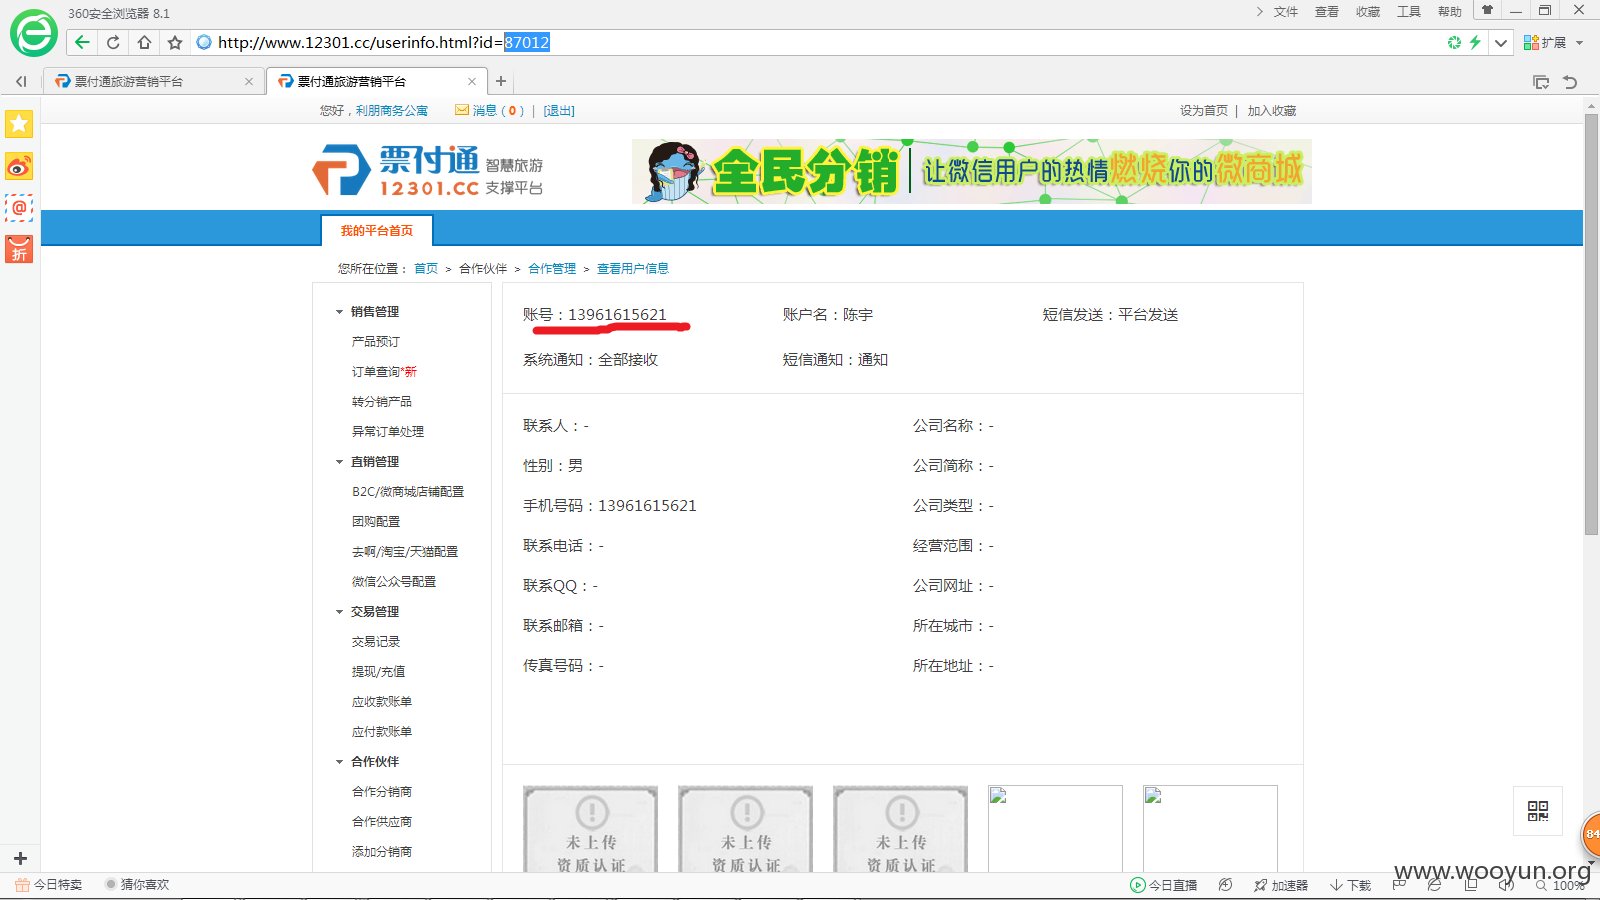 360安全浏览器 8.1
文件 查看 收藏 工具 帮助
http://www.12301.cc/userinfo.html?id=87012
扩展
票付通旅游营销平台
票付通旅游营销平台
您好，利朋商务公寓 消息 ( 0 ) | [退出]
设为首页 | 加入收藏
票付通
12301.CC
智慧旅游
支撑平台
全民分销 让微信用户的热情燃烧你的微商城
@
折
我的平台首页
您所在位置： 首页 > 合作伙伴 > 合作管理 > 查看用户信息
销售管理
产品预订
订单查询*新
转分销产品
异常订单处理
直销管理
B2C/微商城店铺配置
团购配置
去啊/淘宝/天猫配置
微信公众号配置
交易管理
交易记录
提现/充值
应收款账单
应付款账单
合作伙伴
合作分销商
合作供应商
添加分销商
账号：13961615621
账户名：陈宇
短信发送：平台发送
系统通知：全部接收
短信通知：通知
联系人：-
公司名称：-
性别：男
公司简称：-
手机号码：13961615621
公司类型：-
联系电话：-
经营范围：-
联系QQ：-
公司网址：-
联系邮箱：-
所在城市：-
传真号码：-
所在地址：-
未上传
资质认证
未上传
资质认证
未上传
资质认证
84
www.wooyun.org
今日特卖 猜你喜欢
今日直播 加速器 下载 100%